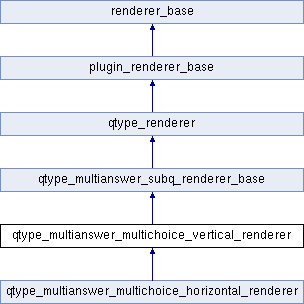 renderer_base
plugin_renderer_base
qtype_renderer
qtype_multianswer_subq_renderer_base
qtype_multianswer_multichoice_vertical_renderer
qtype_multianswer_multichoice_horizontal_renderer